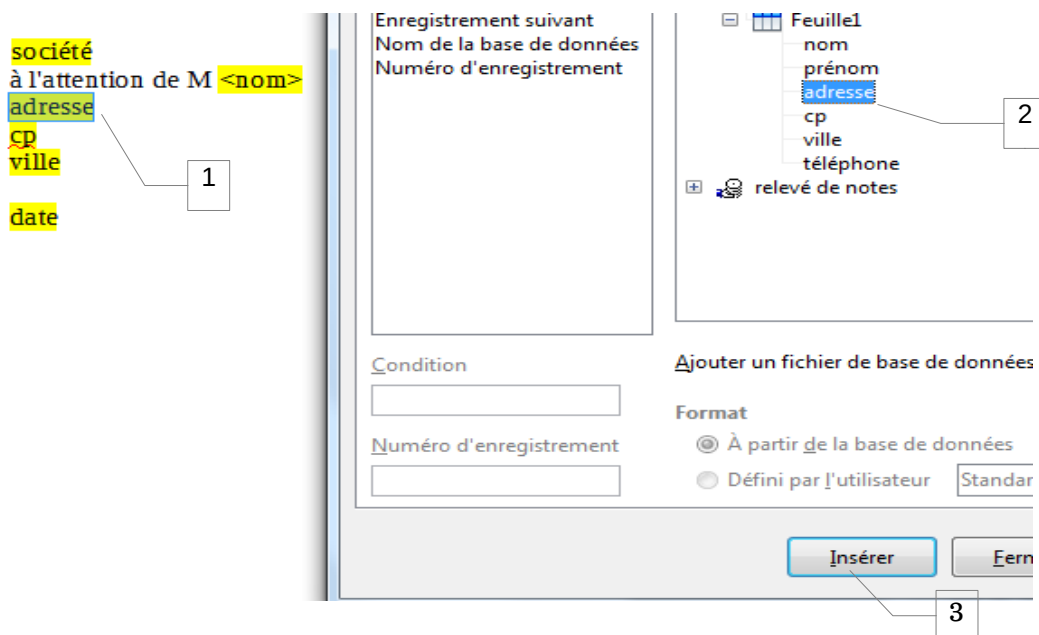 société
à l'attention de M <nom>
adresse
cp
ville
date
1
Enregistrement suivant
Nom de la base de données
Numéro d'enregistrement
Feuille1
nom
prénom
adresse
cp
ville
téléphone
relevé de notes
2
Condition
Numéro d'enregistrement
Ajouter un fichier de base de données
Format
À partir de la base de données
Défini par l'utilisateur
Standar
Insérer
Ferm
3